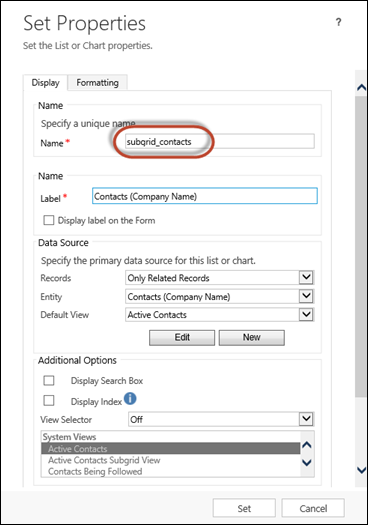 Set Properties
?
Set the List or Chart properties.
Display
Formatting
Name
Specify a unique name
Name *
subgrid_contacts
Name
Label *
Contacts (Company Name)
Display label on the Form
Data Source
Specify the primary data source for this list or chart.
Records
Only Related Records
Entity
Contacts (Company Name)
Default View
Active Contacts
Edit
New
Additional Options
Display Search Box
Display Index
i
View Selector
Off
System Views
Active Contacts
Active Contacts Subgrid View
Contacts Being Followed
Set
Cancel